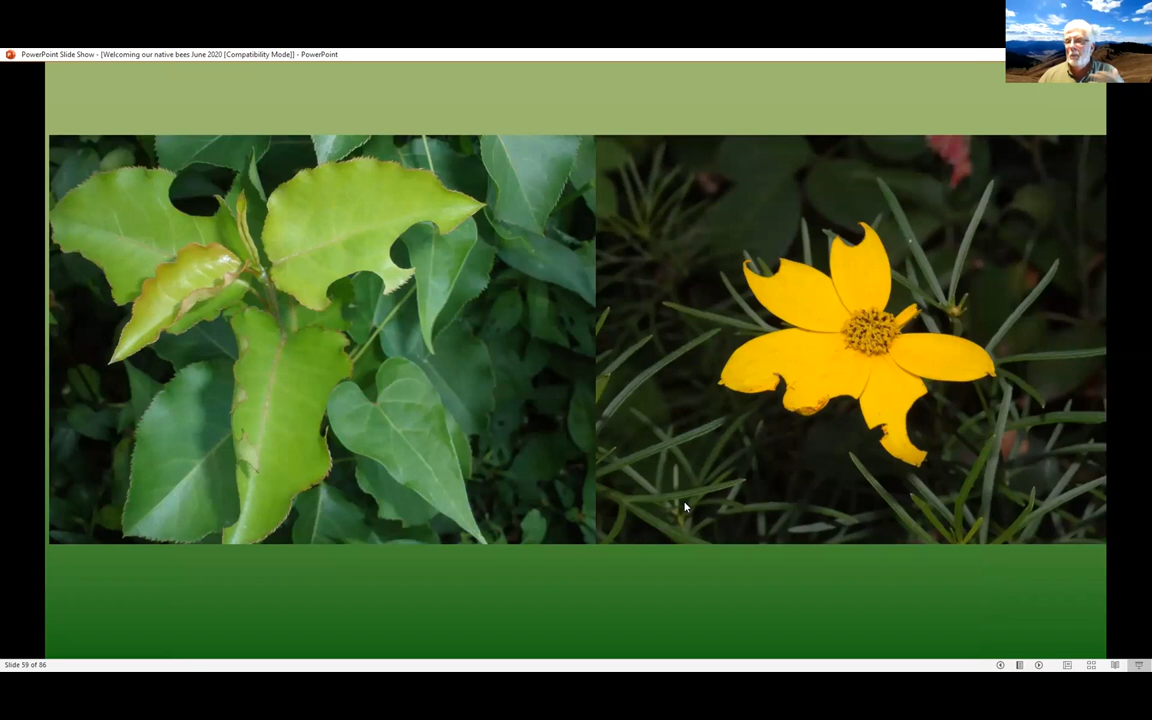 PowerPoint Slide Show - [Welcoming our native bees June 2020 [Compatibility Mode]] - PowerPoint
Slide 59 of 86